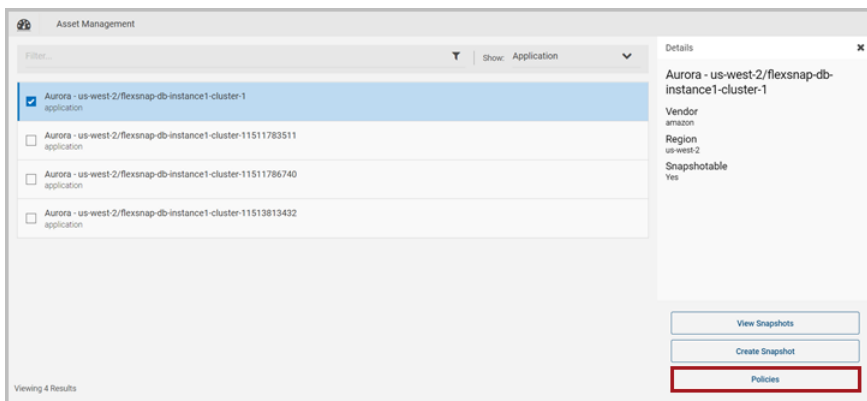 Asset Management
Filter...
Show: Application
Aurora - us-west-2/flexsnap-db-instance1-cluster-1
application
Aurora - us-west-2/flexsnap-db-instance1-cluster-11511783511
application
Aurora - us-west-2/flexsnap-db-instance1-cluster-11511786740
application
Aurora - us-west-2/flexsnap-db-instance1-cluster-11513813432
application
Viewing 4 Results
Details
Aurora - us-west-2/flexsnap-db-
instance1-cluster-1
Vendor
amazon
Region
us-west-2
Snapshotable
Yes
View Snapshots
Create Snapshot
Policies